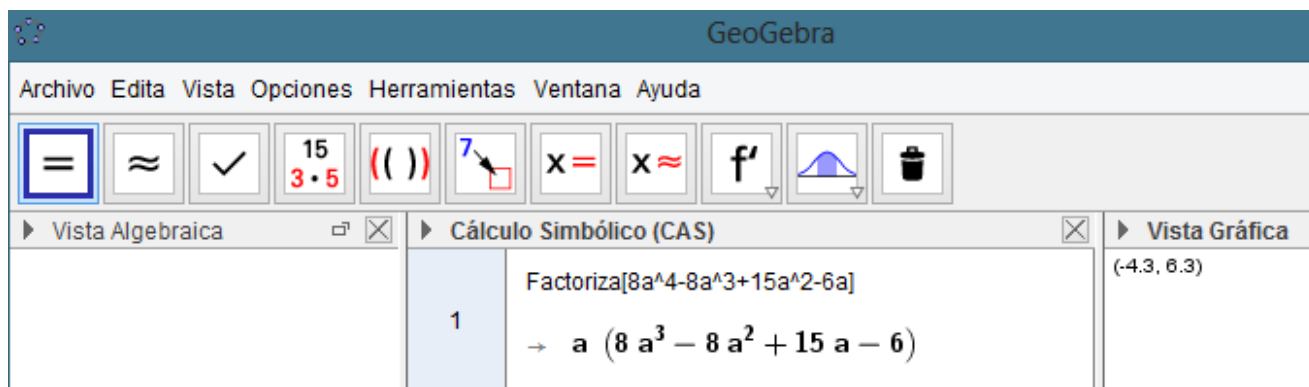 GeoGebra
Archivo Edita Vista Opciones Herramientas Ventana Ayuda
= ≈ ✓ 15 (( )) 7 x = x ≈ f′
3 · 5
Vista Algebraica
Cálculo Simbólico (CAS)
Vista Gráfica
(-4.3, 6.3)
1
Factoriza[8a^4-8a^3+15a^2-6a]
→ a (8 a³ − 8 a² + 15 a − 6)